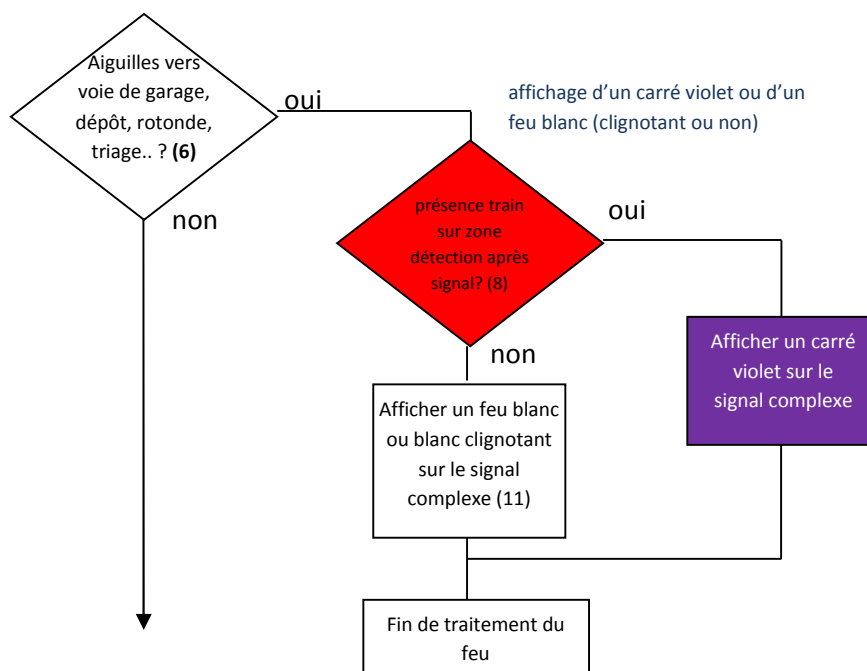 Aiguilles vers
voie de garage,
dépôt, rotonde,
triage.. ? (6)
oui
affichage d'un carré violet ou d'un
feu blanc (clignotant ou non)
non
présence train
sur zone
détection après
signal? (8)
oui
non
Afficher un carré
violet sur le
signal complexe
Afficher un feu blanc
ou blanc clignotant
sur le signal
complexe (11)
Fin de traitement du
feu